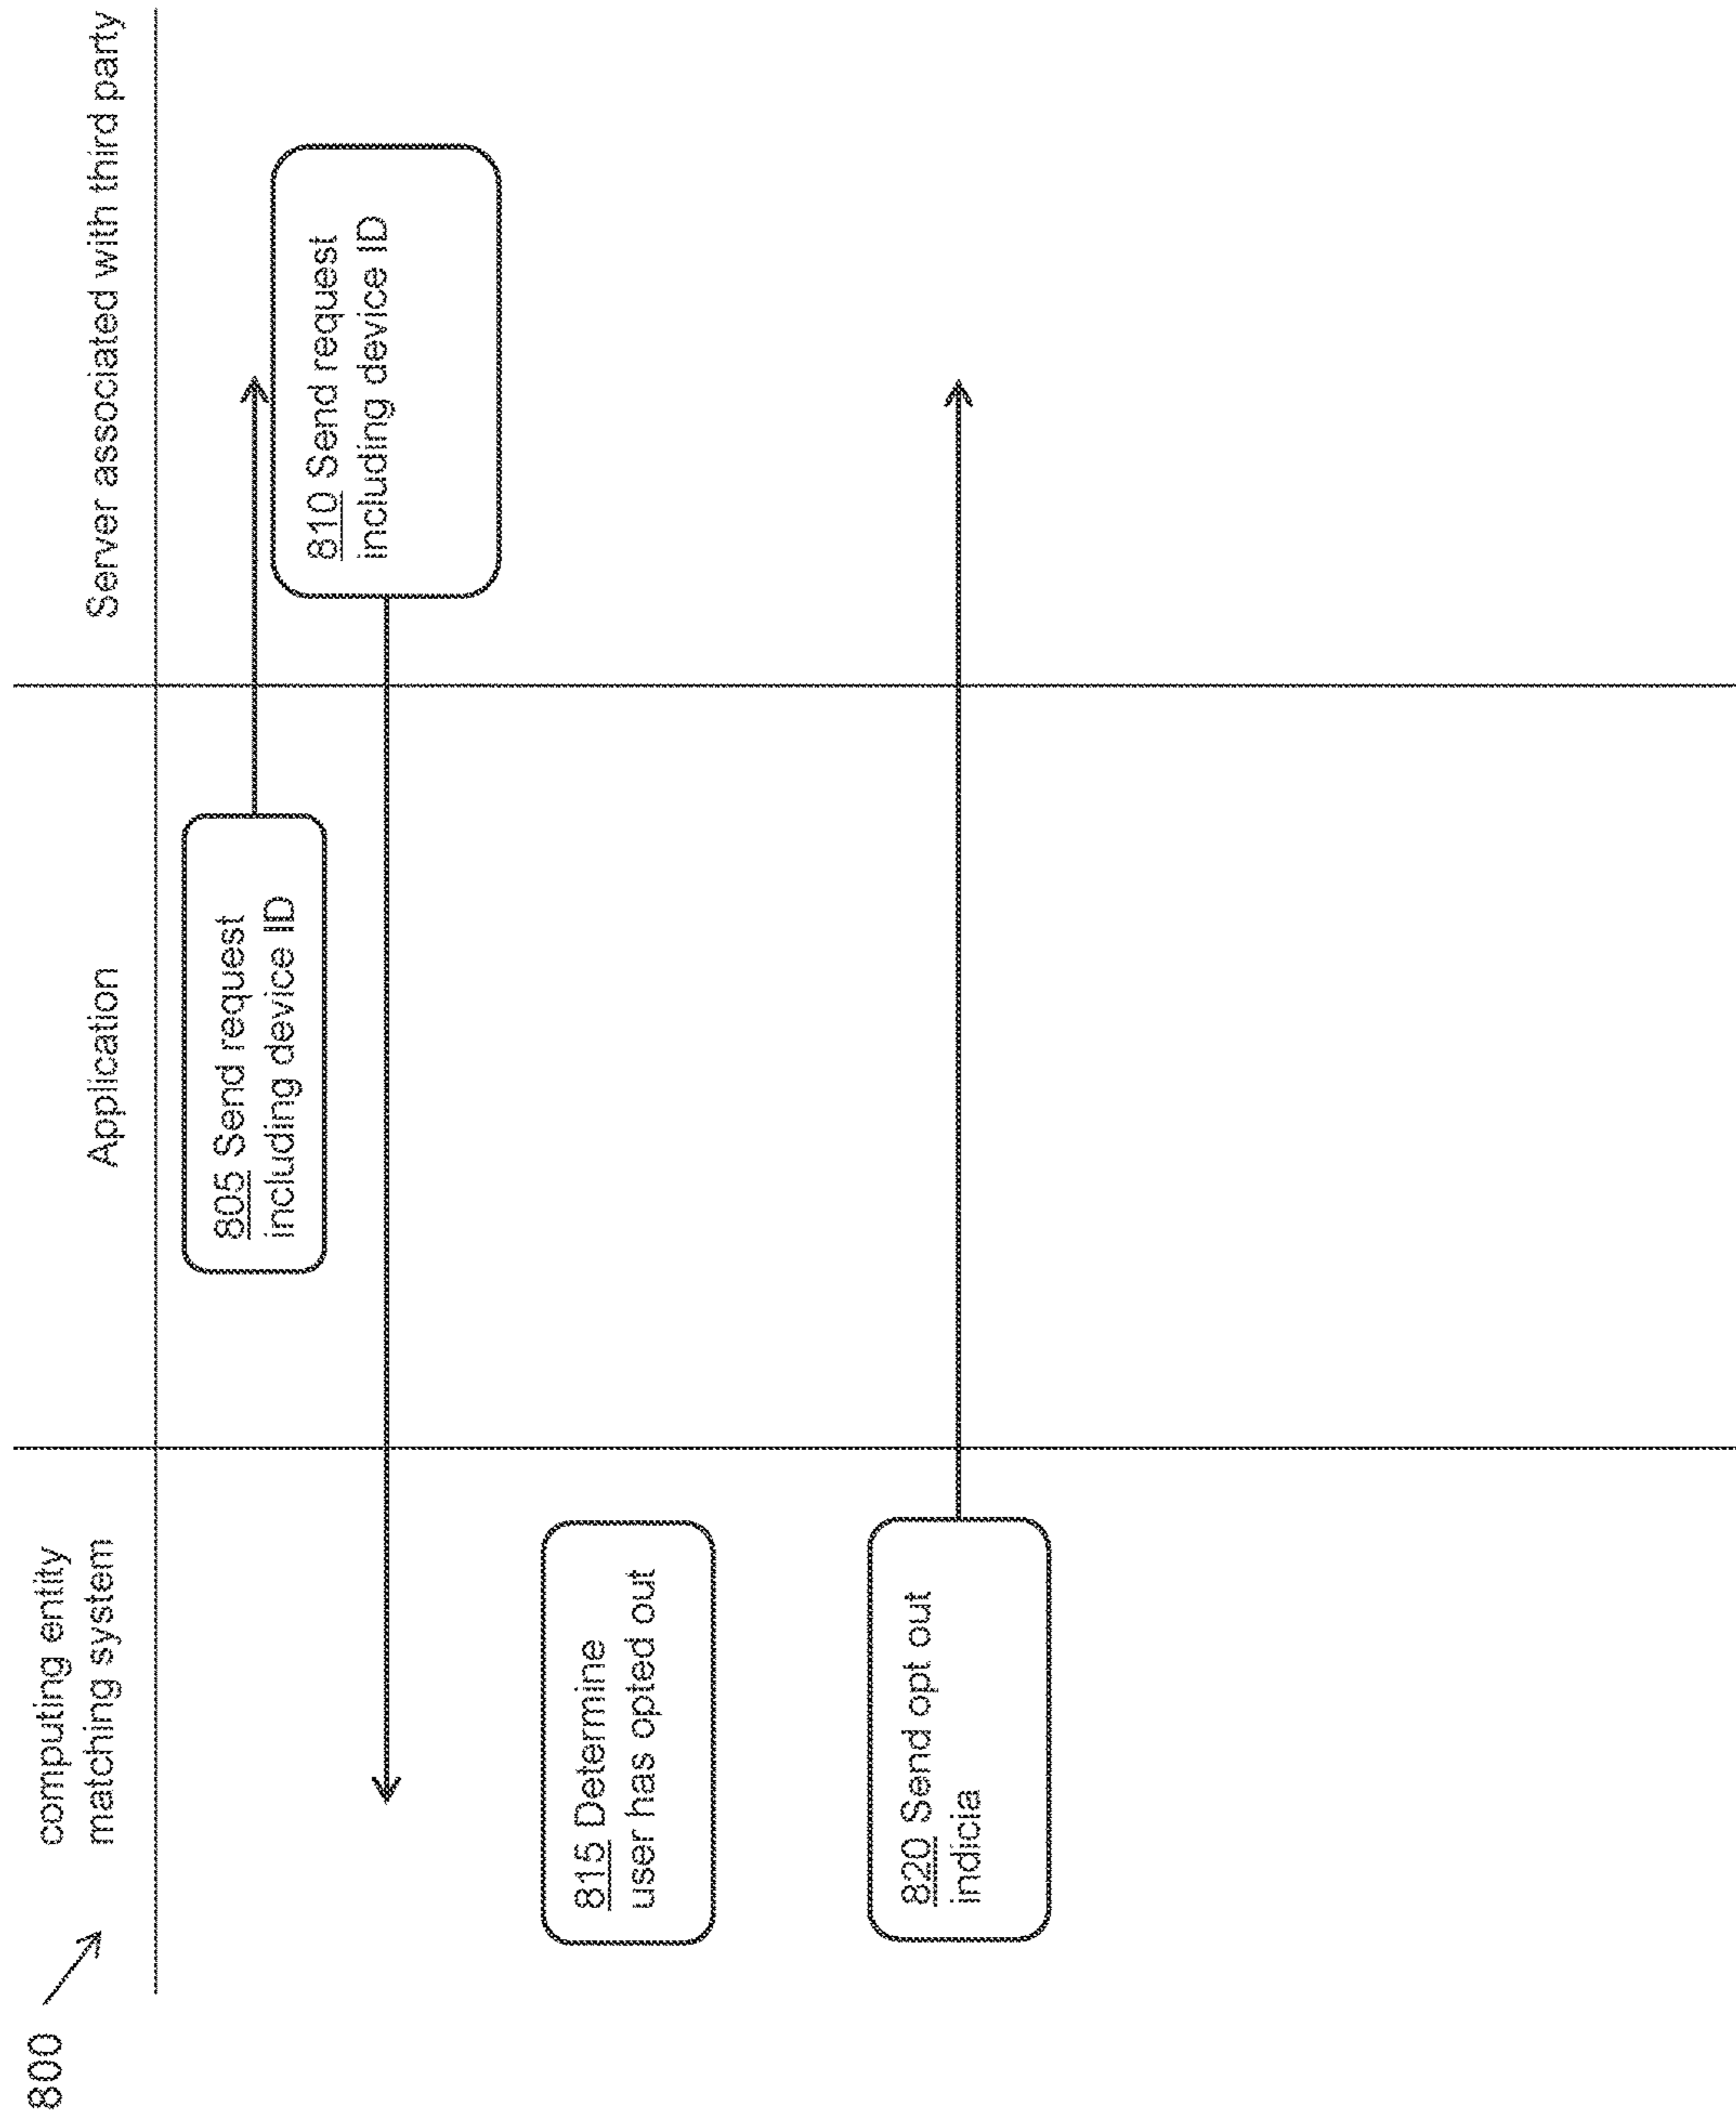 800
computing entity
matching system
Application
Server associated with third party
805 Send request
including device ID
810 Send request
including device ID
815 Determine
user has opted out
820 Send opt out
indicia